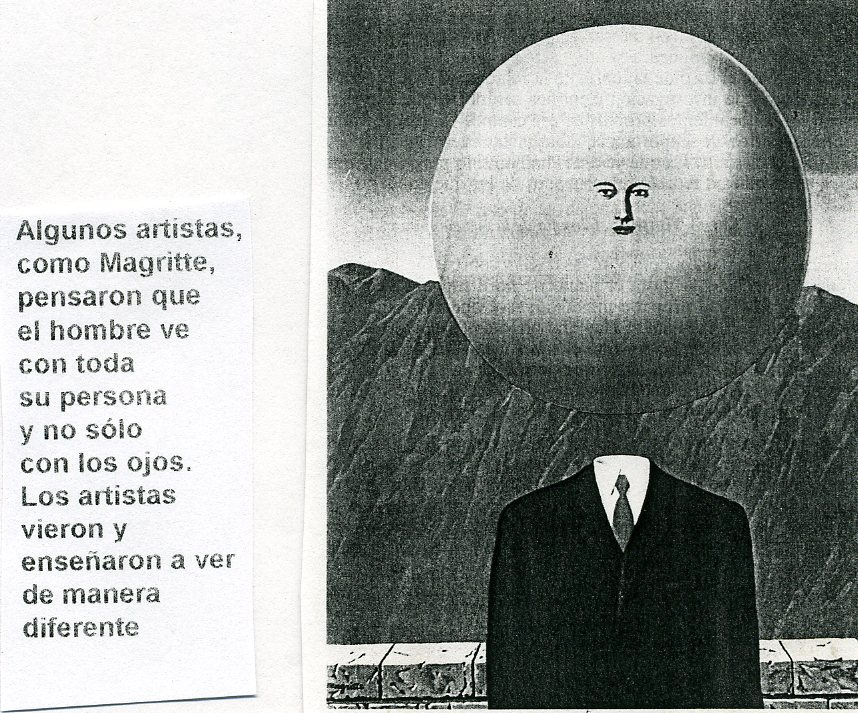 Algunos artistas,
como Magritte,
pensaron que
el hombre ve
con toda
su persona
y no sólo
con los ojos.
Los artistas
vieron y
enseñaron a ver
de manera
diferente